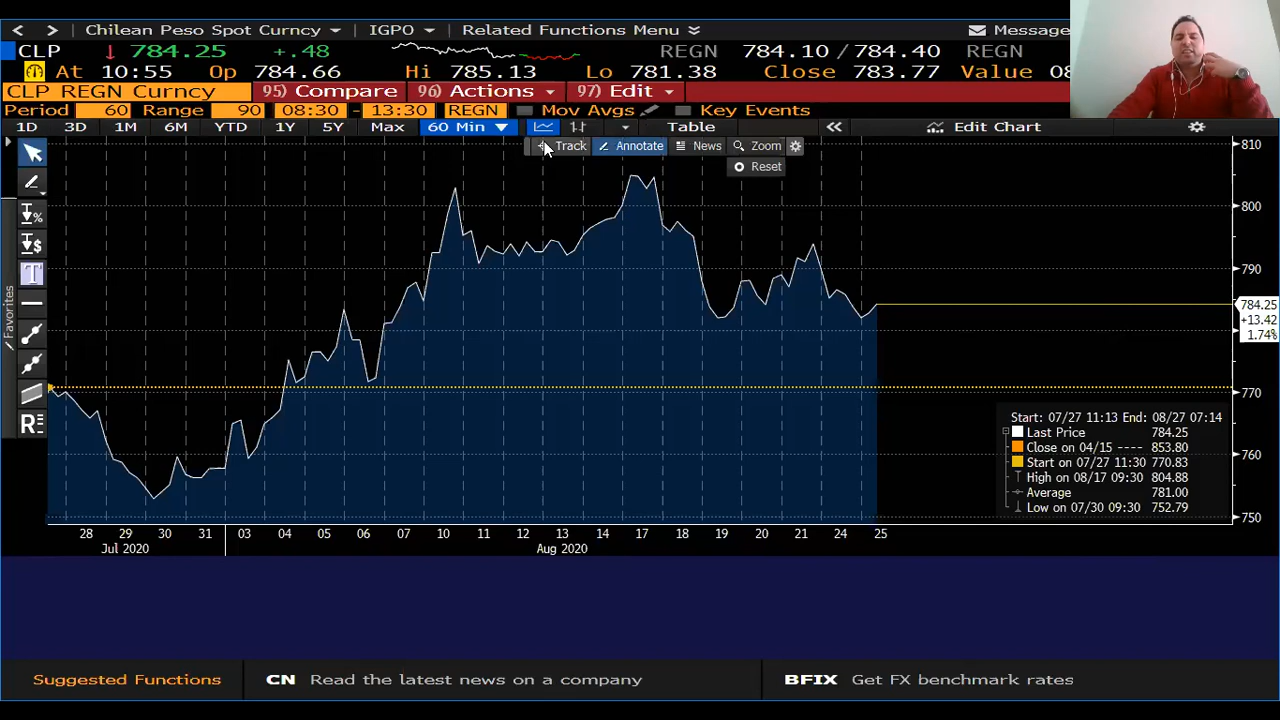 Chilean Peso Spot Curncy IGPO Related Functions Menu Message
CLP 784.25 +.48 REGN 784.10 / 784.40 REGN
At 10:55 Op 784.66 Hi 785.13 Lo 781.38 Close 783.77 Value 08
CLP REGN Curncy 95) Compare 96) Actions 97) Edit
Period 60 Range 90 08:30 - 13:30 REGN Mov Avgs Key Events
1D 3D 1M 6M YTD 1Y 5Y Max 60 Min Table Edit Chart
Track Annotate News Zoom
Reset
810
800
790
784.25
+13.42
1.74%
770
760
750
%
$
T
R
Favorites
Start: 07/27 11:13 End: 08/27 07:14
Last Price 784.25
Close on 04/15 ---- 853.80
Start on 07/27 11:30 770.83
High on 08/17 09:30 804.88
Average 781.00
Low on 07/30 09:30 752.79
28 29 30 31 03 04 05 06 07 10 11 12 13 14 17 18 19 20 21 24 25
Jul 2020 Aug 2020
Suggested Functions CN Read the latest news on a company BFIX Get FX benchmark rates